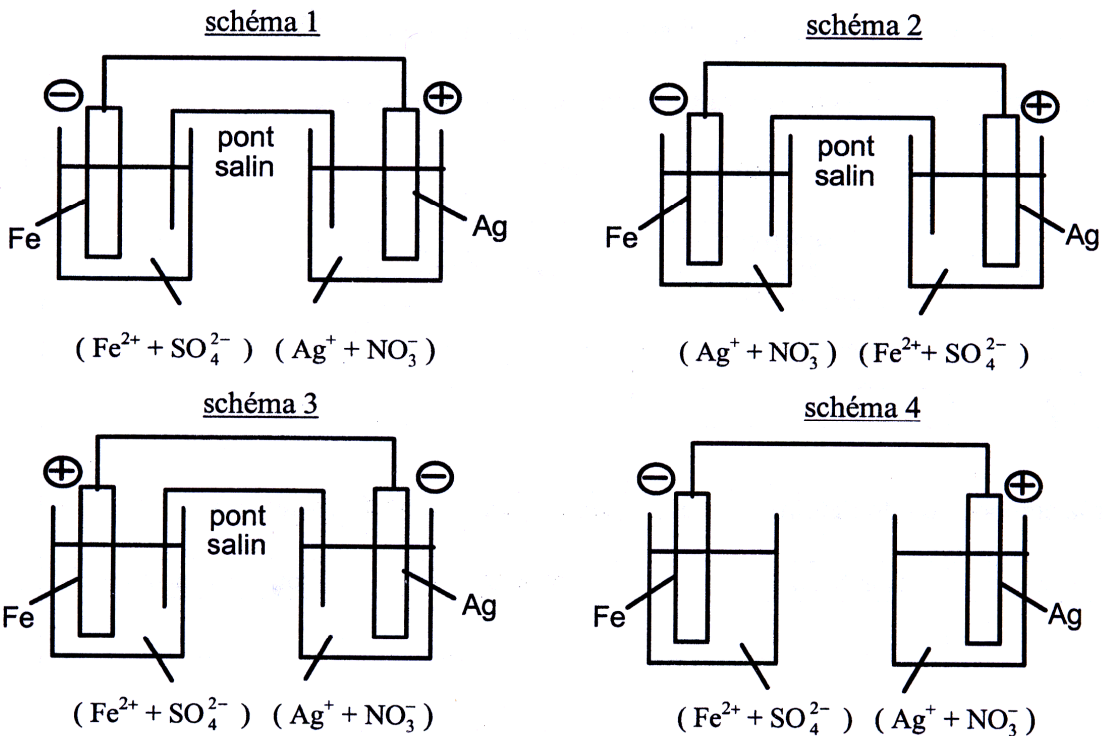 schéma 1
⊖ ⊕
pont
salin
Fe
Ag
( Fe²⁺ + SO₄²⁻ ) ( Ag⁺ + NO₃⁻ )
schéma 2
⊖ ⊕
pont
salin
Fe
Ag
( Ag⁺ + NO₃⁻ ) ( Fe²⁺+ SO₄²⁻ )
schéma 3
⊕ ⊖
pont
salin
Fe
Ag
( Fe²⁺ + SO₄²⁻ ) ( Ag⁺ + NO₃⁻ )
schéma 4
⊖ ⊕
Fe
Ag
( Fe²⁺ + SO₄²⁻ ) ( Ag⁺ + NO₃⁻ )